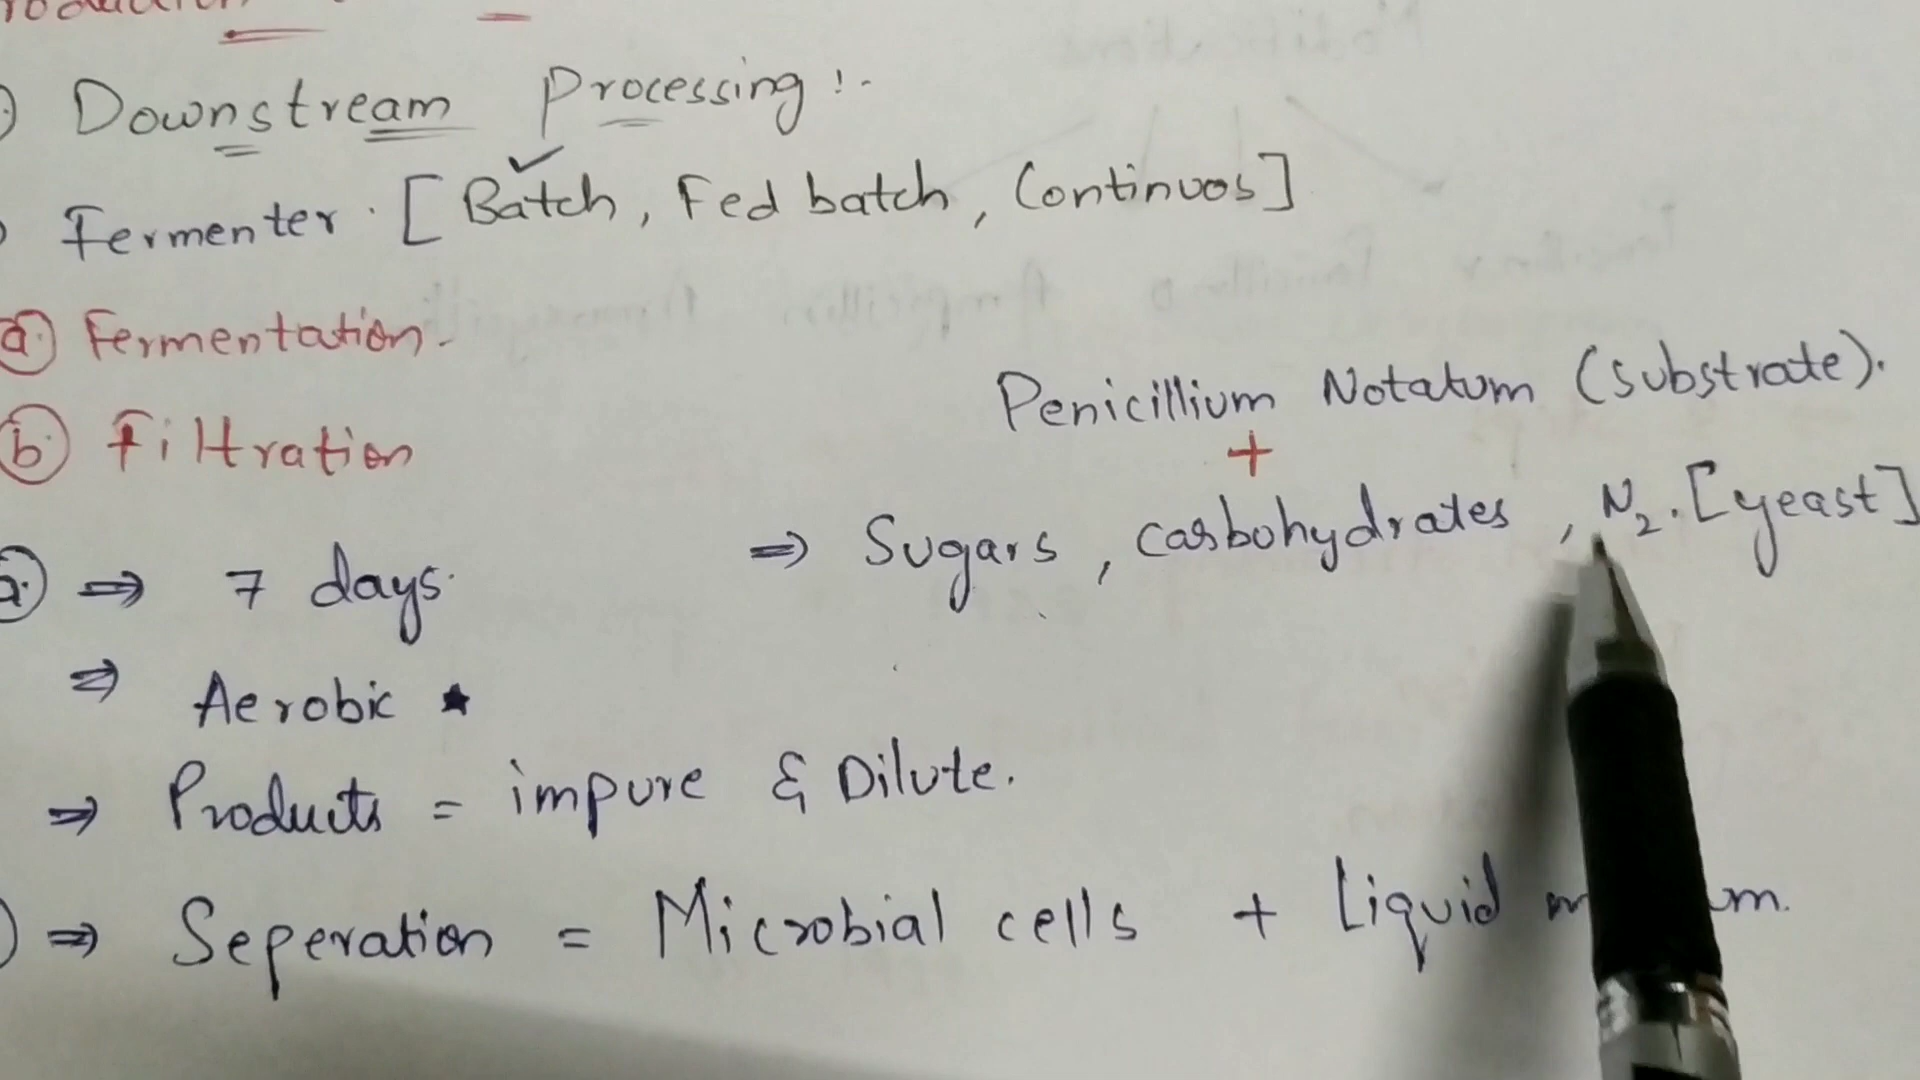 Downstream Processing :-
Fermenter. [Batch, Fed batch, Continuos]
a. Fermentation.
b. Filtration
Penicillium Notatum (substrate).
+
⇒ Sugars, carbohydrates, N2. [yeast]
a. ⇒ 7 days.
⇒ Aerobic ★
⇒ Products = impure & Dilute.
⇒ Seperation = Microbial cells + Liquid